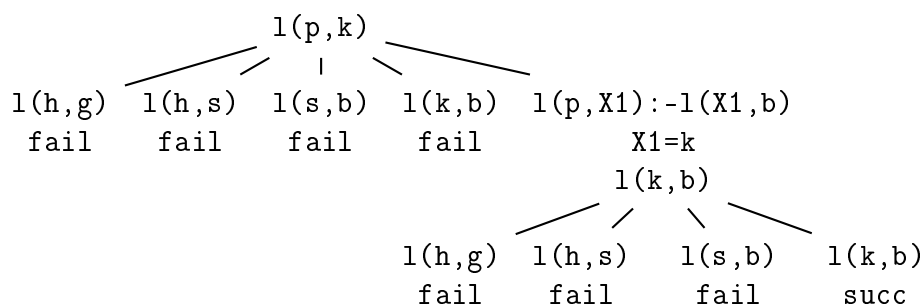 l(p,k)
l(h,g) l(h,s) l(s,b) l(k,b) l(p,X1):-l(X1,b)
fail fail fail fail X1=k
l(k,b)
l(h,g) l(h,s) l(s,b) l(k,b)
fail fail fail succ